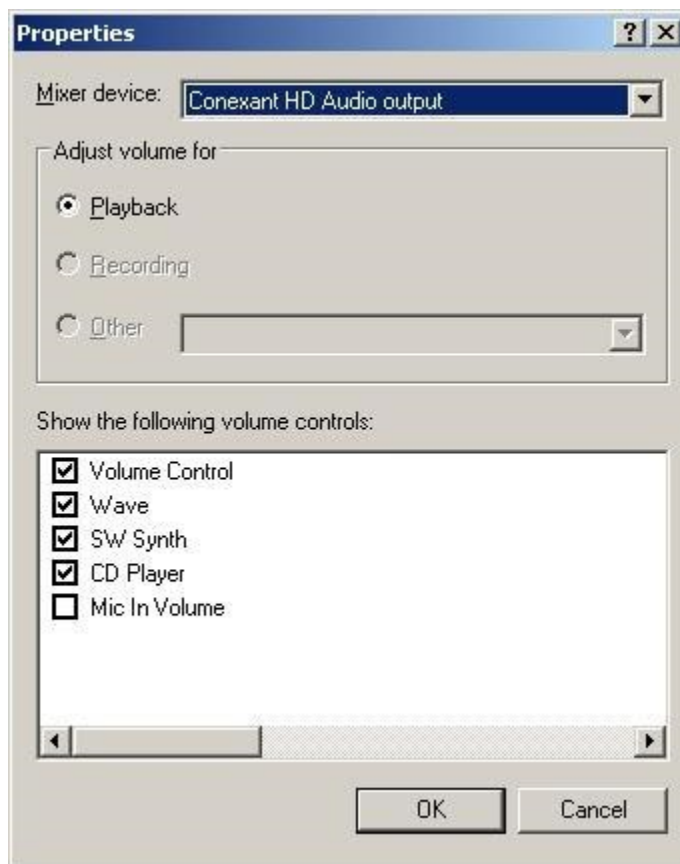 Properties
Mixer device: Conexant HD Audio output
Adjust volume for
Playback
Recording
Other
Show the following volume controls:
Volume Control
Wave
SW Synth
CD Player
Mic In Volume
OK Cancel